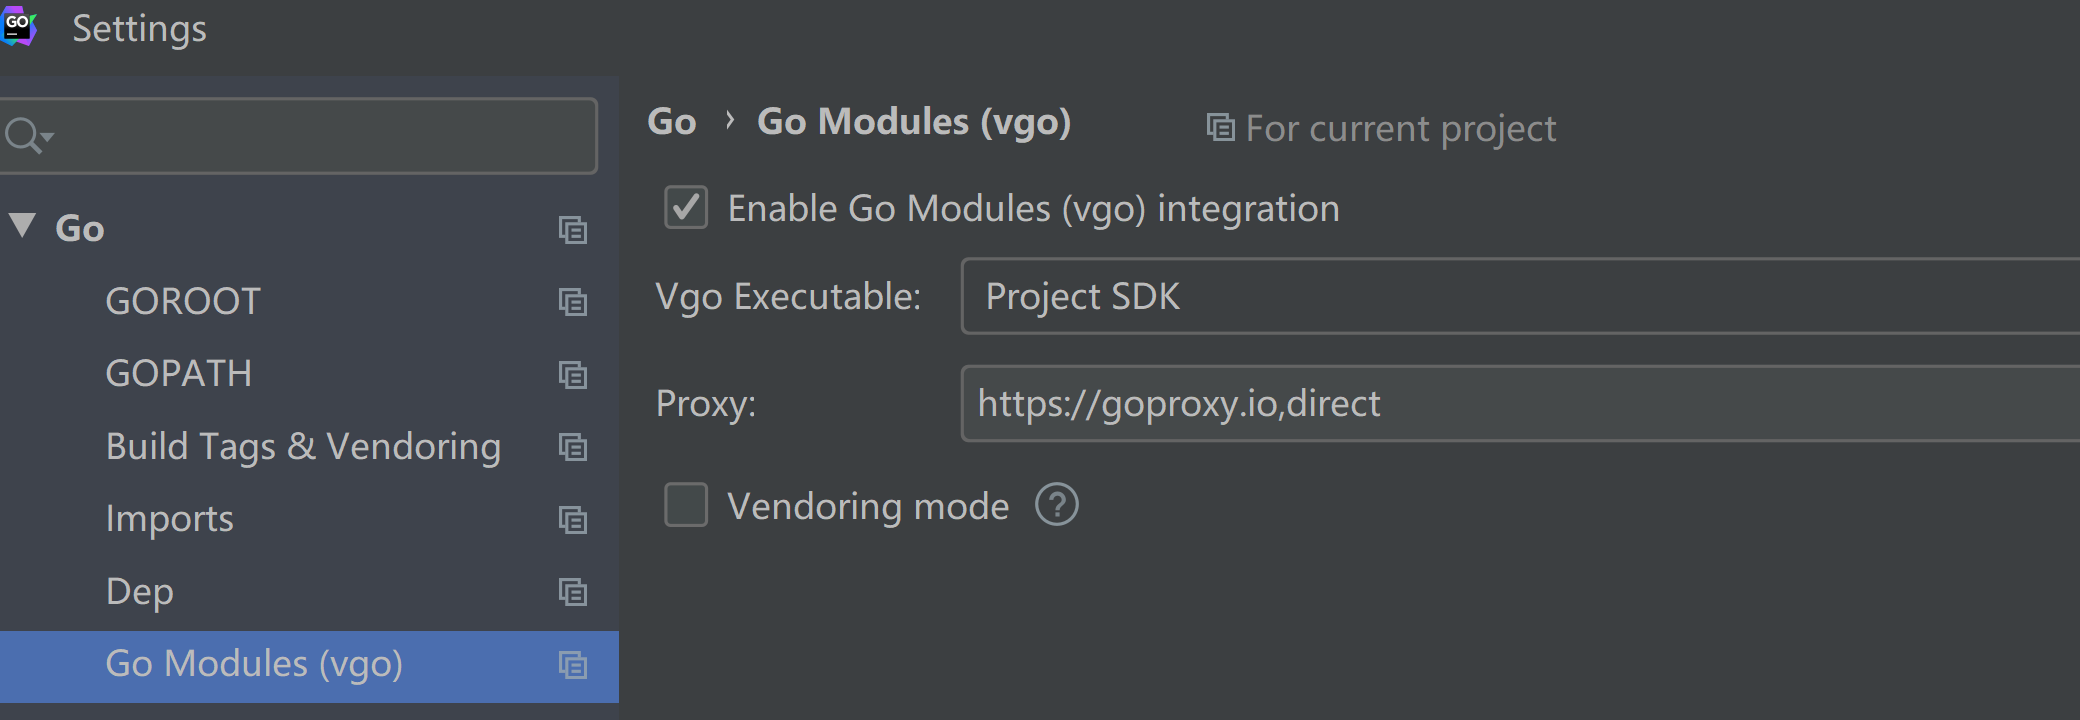 GO
Settings
Go
GOROOT
GOPATH
Build Tags & Vendoring
Imports
Dep
Go Modules (vgo)
Go › Go Modules (vgo) For current project
Enable Go Modules (vgo) integration
Vgo Executable: Project SDK
Proxy: https://goproxy.io,direct
Vendoring mode ?